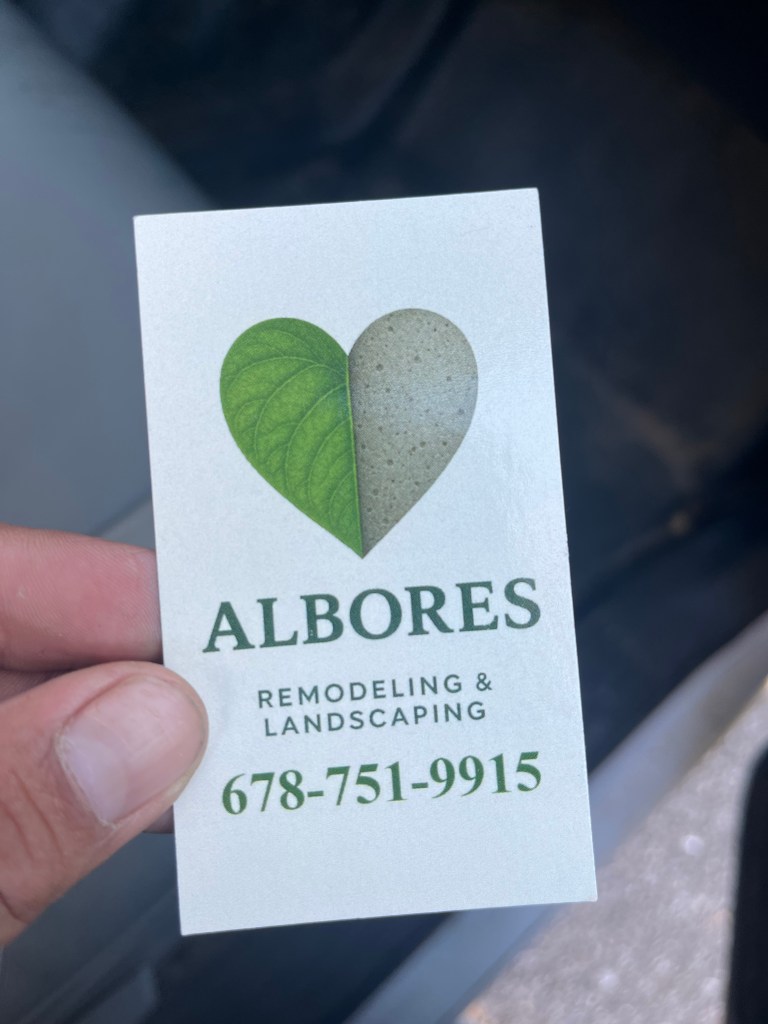 ALBORES
REMODELING &
LANDSCAPING
678-751-9915